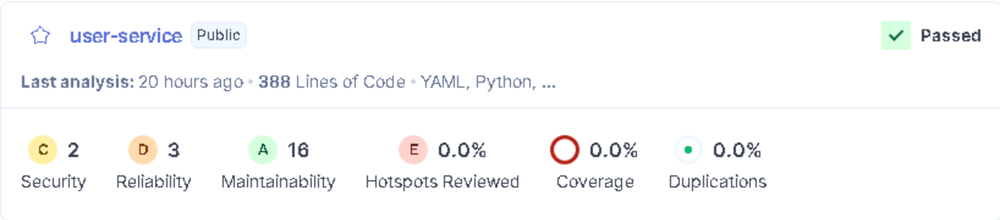 user-service Public Passed
Last analysis: 20 hours ago • 388 Lines of Code • YAML, Python, ...
C 2 D 3 A 16 E 0.0% 0.0% 0.0%
Security Reliability Maintainability Hotspots Reviewed Coverage Duplications